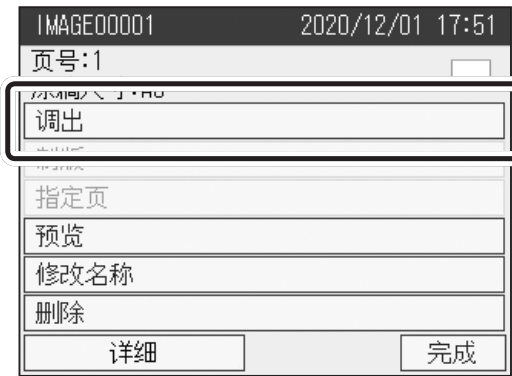 IMAGE00001 2020/12/01 17:51
页号:1
调出
指定页
预览
修改名称
删除
详细 完成